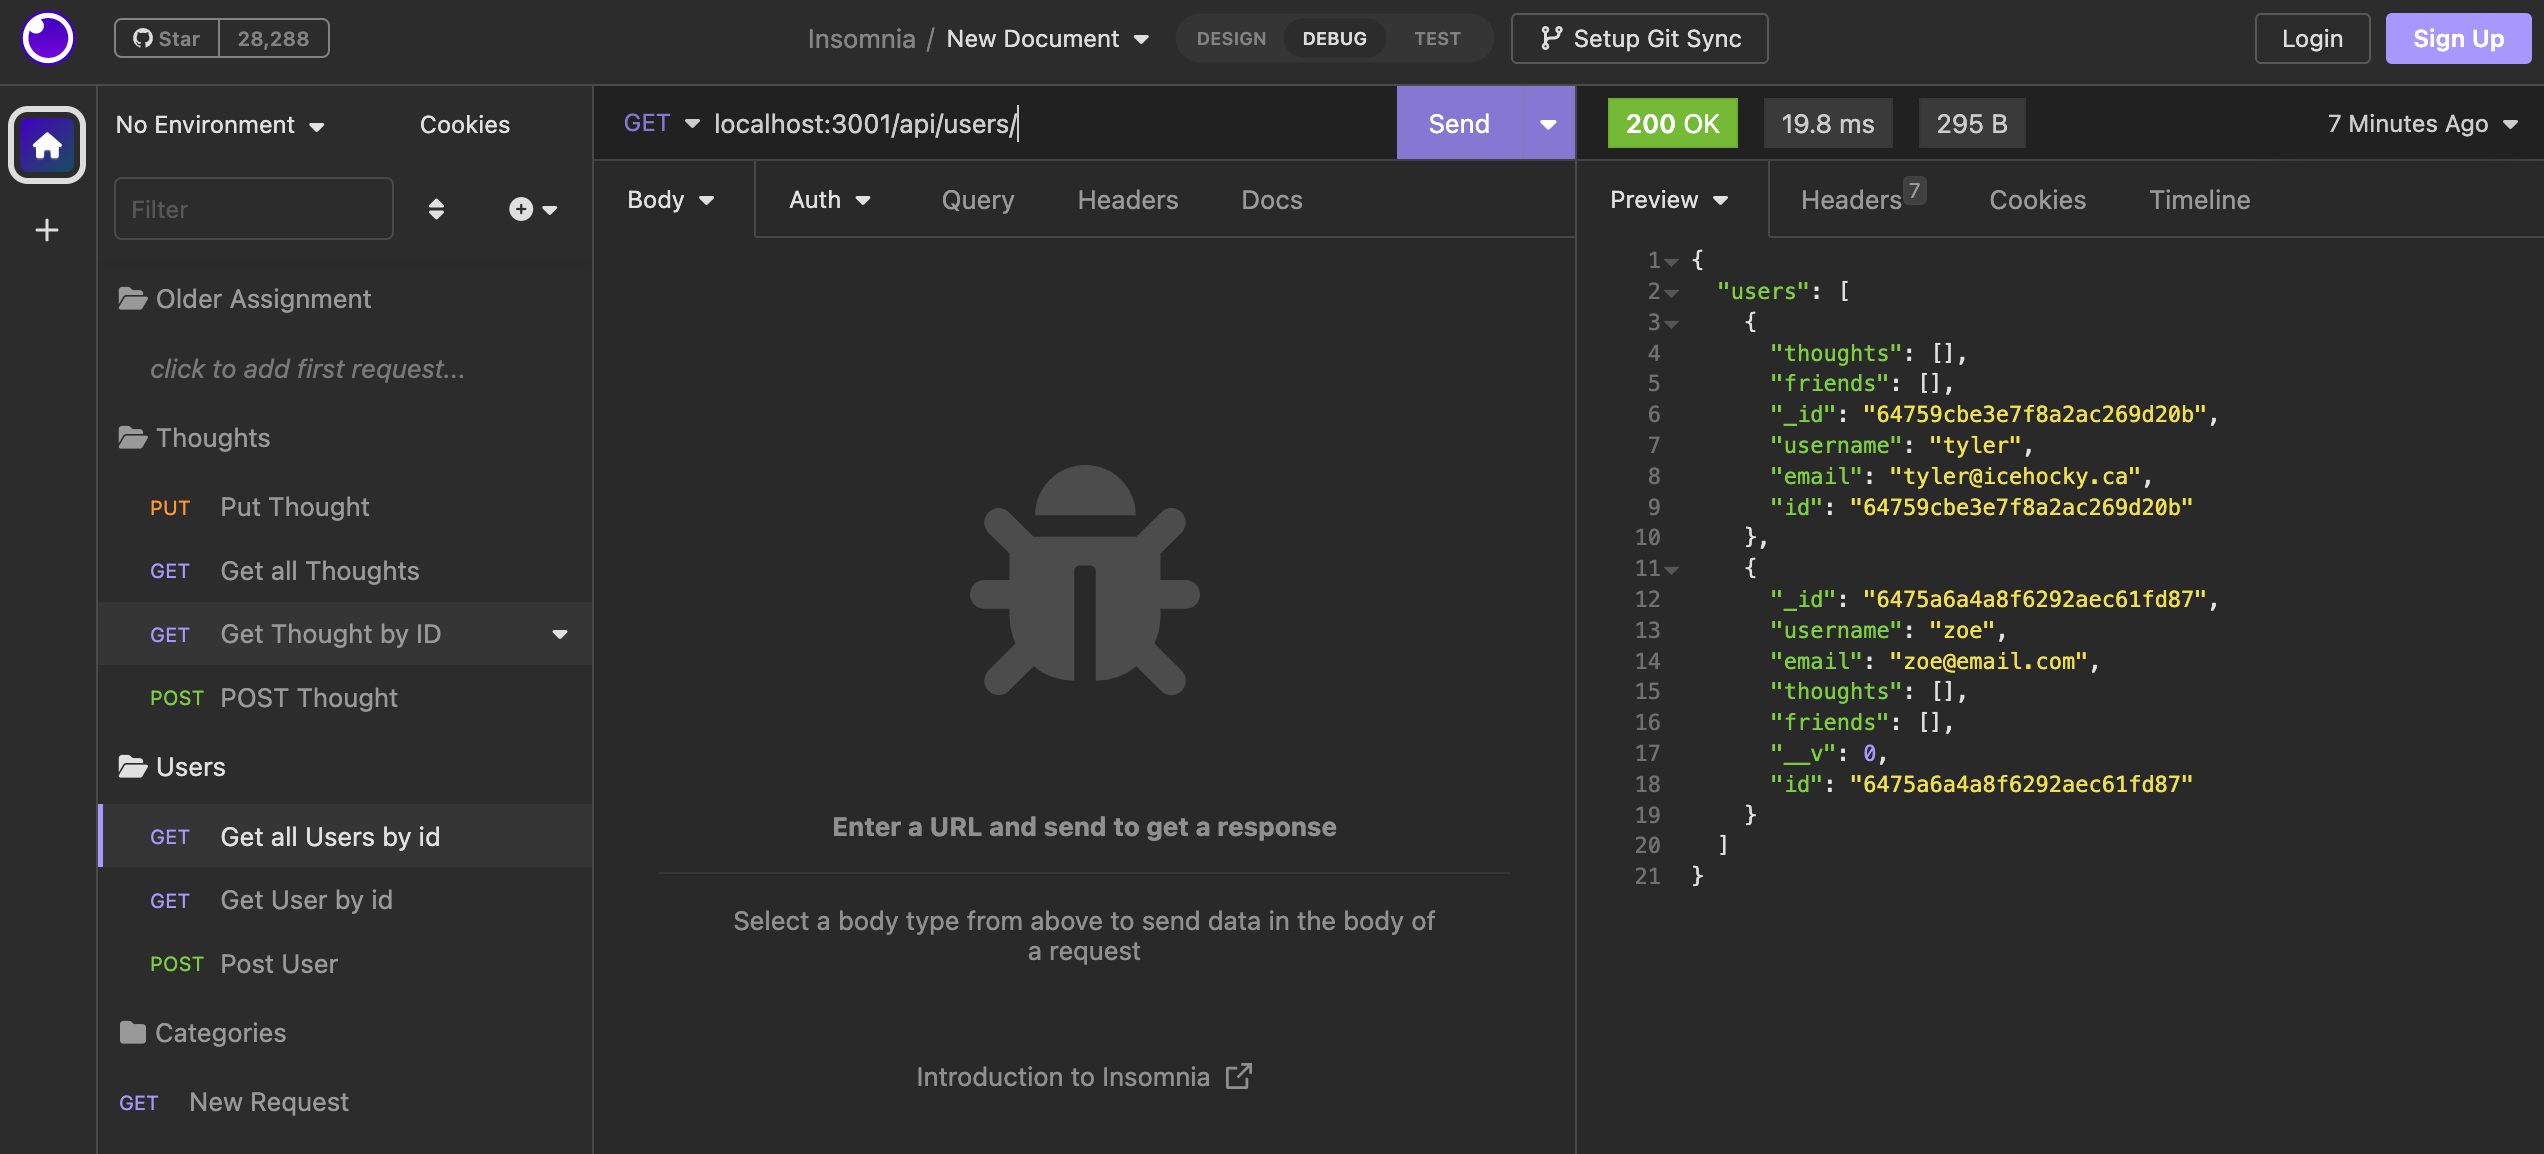 Star 28,288
Insomnia / New Document
DESIGN DEBUG TEST
Setup Git Sync
Login
Sign Up
No Environment
Cookies
Filter
Older Assignment
click to add first request...
Thoughts
PUT Put Thought
GET Get all Thoughts
GET Get Thought by ID
POST POST Thought
Users
GET Get all Users by id
GET Get User by id
POST Post User
Categories
GET New Request
GET localhost:3001/api/users/
Send
Body Auth Query Headers Docs
Enter a URL and send to get a response
Select a body type from above to send data in the body of
a request
Introduction to Insomnia
200 OK 19.8 ms 295 B
7 Minutes Ago
Preview Headers 7 Cookies Timeline
1 {
2 "users": [
3 {
4 "thoughts": [],
5 "friends": [],
6 "_id": "64759cbe3e7f8a2ac269d20b",
7 "username": "tyler",
8 "email": "tyler@icehocky.ca",
9 "id": "64759cbe3e7f8a2ac269d20b"
10 },
11 {
12 "_id": "6475a6a4a8f6292aec61fd87",
13 "username": "zoe",
14 "email": "zoe@email.com",
15 "thoughts": [],
16 "friends": [],
17 "__v": 0,
18 "id": "6475a6a4a8f6292aec61fd87"
19 }
20 ]
21 }